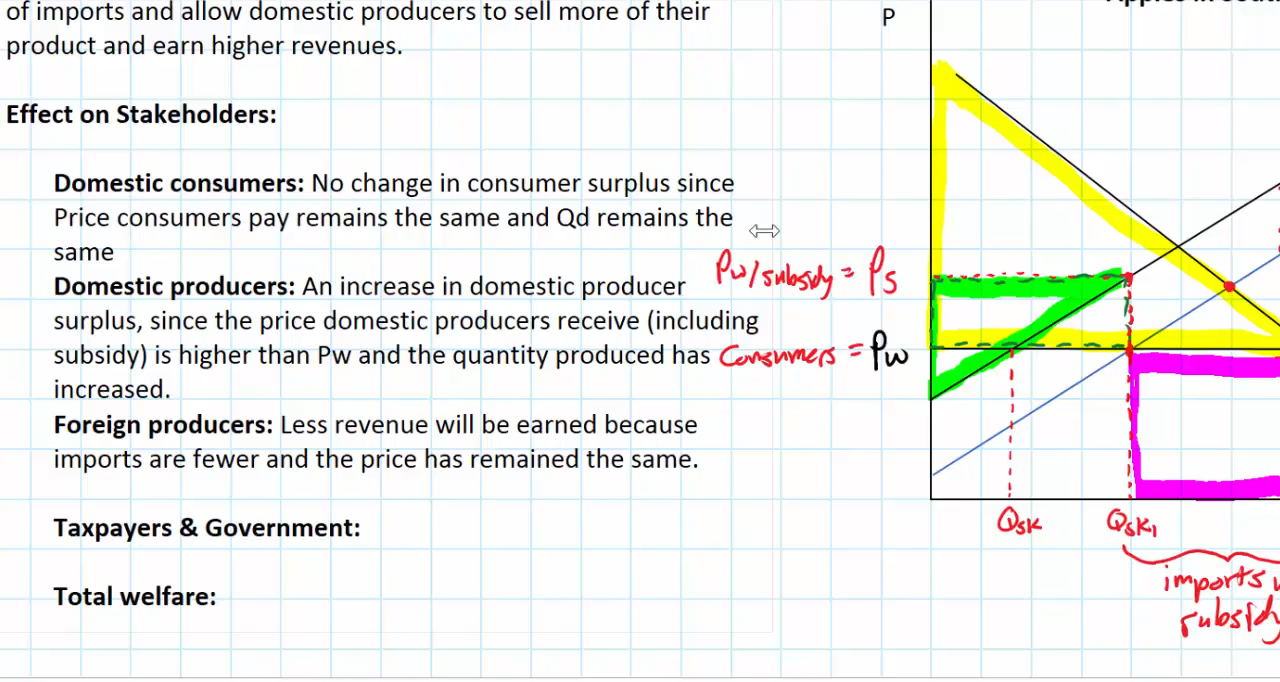 of imports and allow domestic producers to sell more of their
product and earn higher revenues.
Effect on Stakeholders:
Domestic consumers: No change in consumer surplus since
Price consumers pay remains the same and Qd remains the
same
Domestic producers: An increase in domestic producer
surplus, since the price domestic producers receive (including
subsidy) is higher than Pw and the quantity produced has
increased.
Foreign producers: Less revenue will be earned because
imports are fewer and the price has remained the same.
Taxpayers & Government:
Total welfare:
P
Pw/subsidy = Ps
Consumers = Pw
QSK QSK1
imports
subsidy